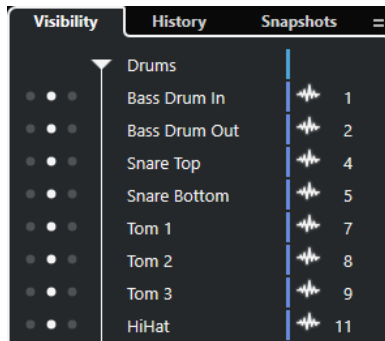 Visibility History Snapshots
Drums
Bass Drum In 1
Bass Drum Out 2
Snare Top 4
Snare Bottom 5
Tom 1 7
Tom 2 8
Tom 3 9
HiHat 11